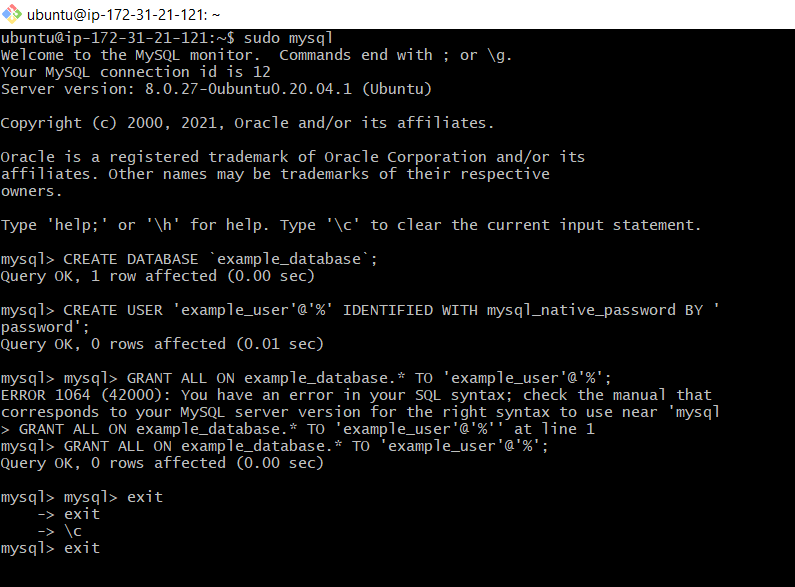 ubuntu@ip-172-31-21-121: ~
ubuntu@ip-172-31-21-121:~$ sudo mysql
Welcome to the MySQL monitor.  Commands end with ; or \g.
Your MySQL connection id is 12
Server version: 8.0.27-0ubuntu0.20.04.1 (Ubuntu)
Copyright (c) 2000, 2021, Oracle and/or its affiliates.
Oracle is a registered trademark of Oracle Corporation and/or its
affiliates. Other names may be trademarks of their respective
owners.
Type 'help;' or '\h' for help. Type '\c' to clear the current input statement.
mysql> CREATE DATABASE `example_database`;
Query OK, 1 row affected (0.00 sec)
mysql> CREATE USER 'example_user'@'%' IDENTIFIED WITH mysql_native_password BY '
password';
Query OK, 0 rows affected (0.01 sec)
mysql> mysql> GRANT ALL ON example_database.* TO 'example_user'@'%';
ERROR 1064 (42000): You have an error in your SQL syntax; check the manual that
corresponds to your MySQL server version for the right syntax to use near 'mysql
> GRANT ALL ON example_database.* TO 'example_user'@'%'' at line 1
mysql> GRANT ALL ON example_database.* TO 'example_user'@'%';
Query OK, 0 rows affected (0.00 sec)
mysql> mysql> exit
    -> exit
    -> \c
mysql> exit